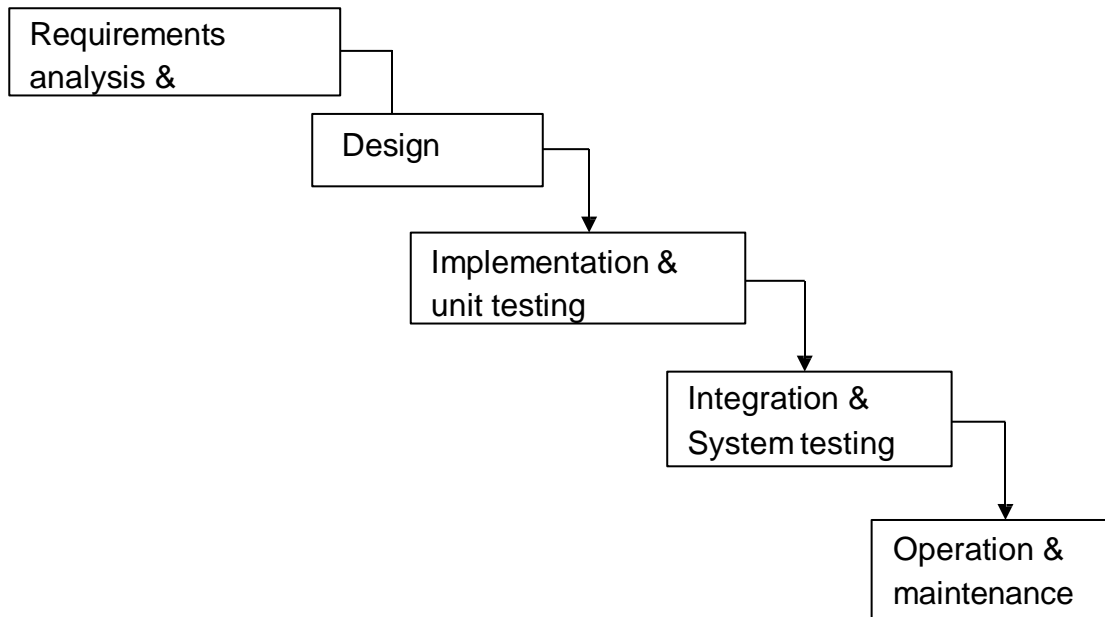 Requirements
analysis &
Design
Implementation &
unit testing
Integration &
System testing
Operation &
maintenance